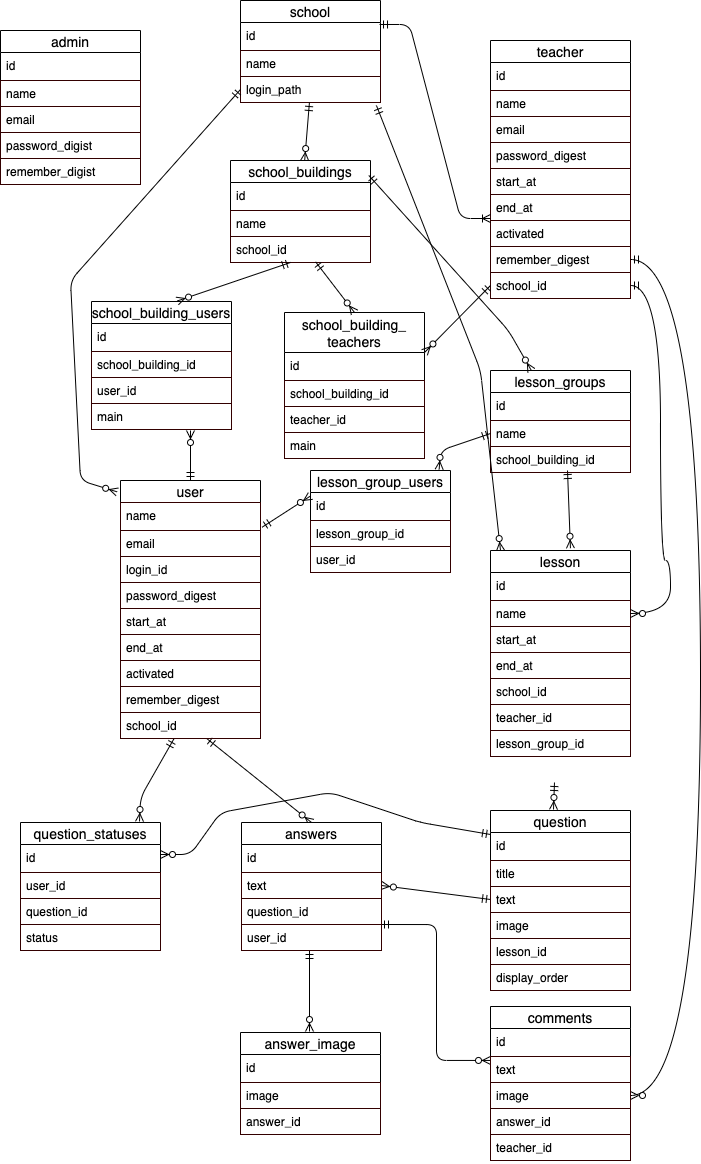 school
id
name
login_path
admin
id
name
email
password_digist
remember_digist
teacher
id
name
email
password_digest
start_at
end_at
activated
remember_digest
school_id
school_buildings
id
name
school_id
school_building_users
id
school_building_id
user_id
main
school_building_
teachers
id
school_building_id
teacher_id
main
lesson_groups
id
name
school_building_id
lesson_group_users
id
lesson_group_id
user_id
user
name
email
login_id
password_digest
start_at
end_at
activated
remember_digest
school_id
lesson
id
name
start_at
end_at
school_id
teacher_id
lesson_group_id
question_statuses
id
user_id
question_id
status
answers
id
text
question_id
user_id
question
id
title
text
image
lesson_id
display_order
answer_image
id
image
answer_id
comments
id
text
image
answer_id
teacher_id